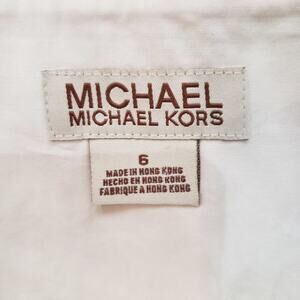 MICHAEL
MICHAEL KORS
6
MADE IN HONG KONG
HECHO EN HONG KONG
FABRIQUE A HONG KONG